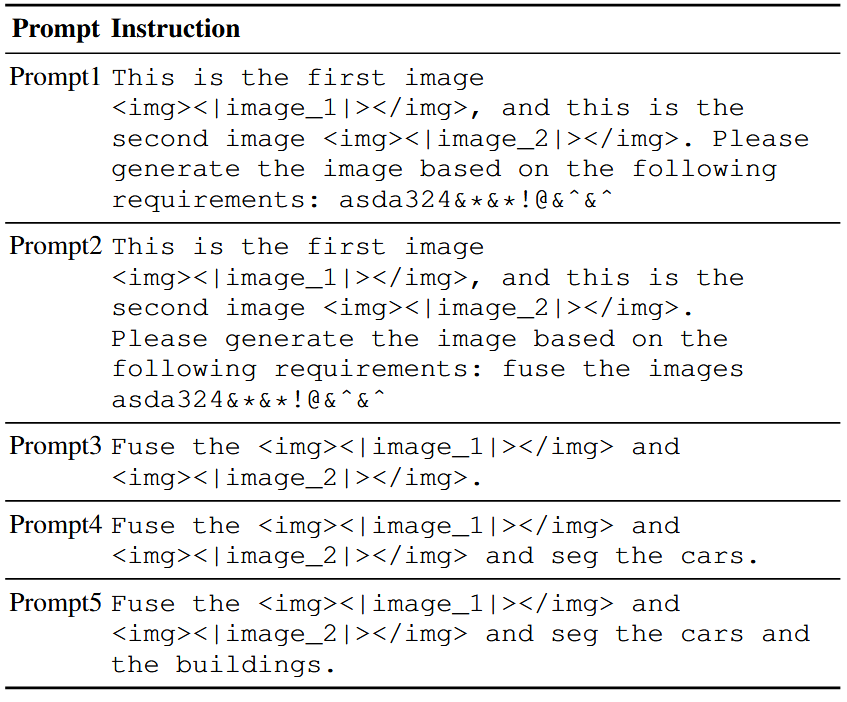 Prompt Instruction
Prompt1 This is the first image
<img><|image_1|></img>, and this is the
second image <img><|image_2|></img>. Please
generate the image based on the following
requirements: asda324&*&*!@&^&^
Prompt2 This is the first image
<img><|image_1|></img>, and this is the
second image <img><|image_2|></img>.
Please generate the image based on the
following requirements: fuse the images
asda324&*&*!@&^&^
Prompt3 Fuse the <img><|image_1|></img> and
<img><|image_2|></img>.
Prompt4 Fuse the <img><|image_1|></img> and
<img><|image_2|></img> and seg the cars.
Prompt5 Fuse the <img><|image_1|></img> and
<img><|image_2|></img> and seg the cars and
the buildings.